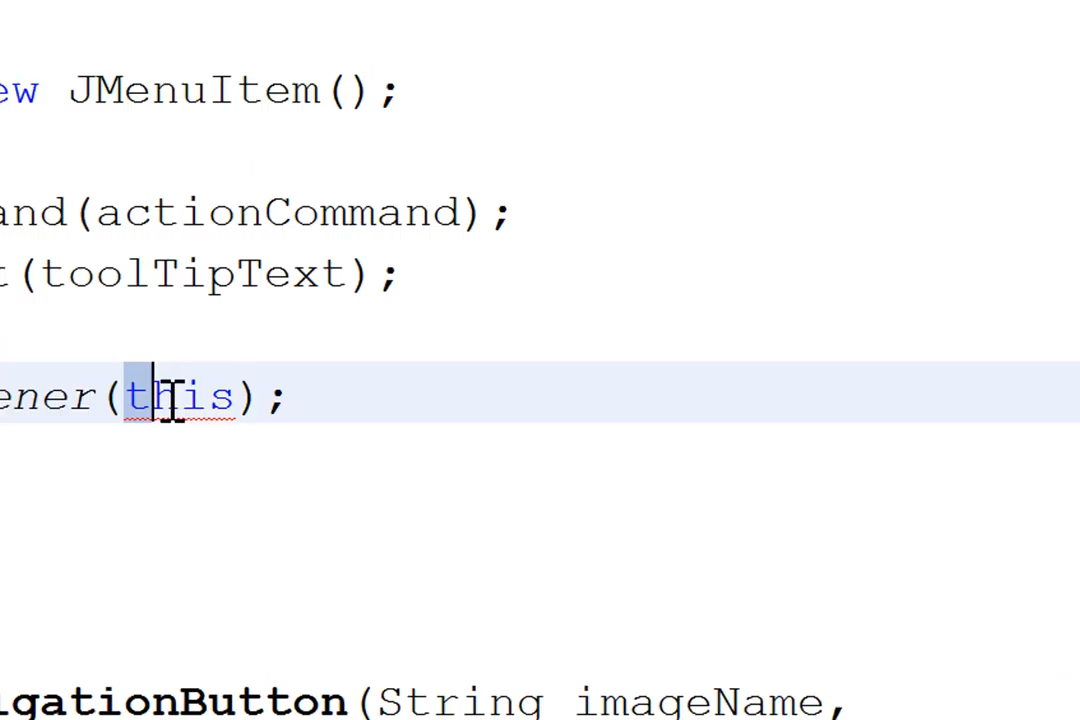 ew JMenuItem();
and(actionCommand);
t(toolTipText);
ener(this);
igationButton(String imageName,